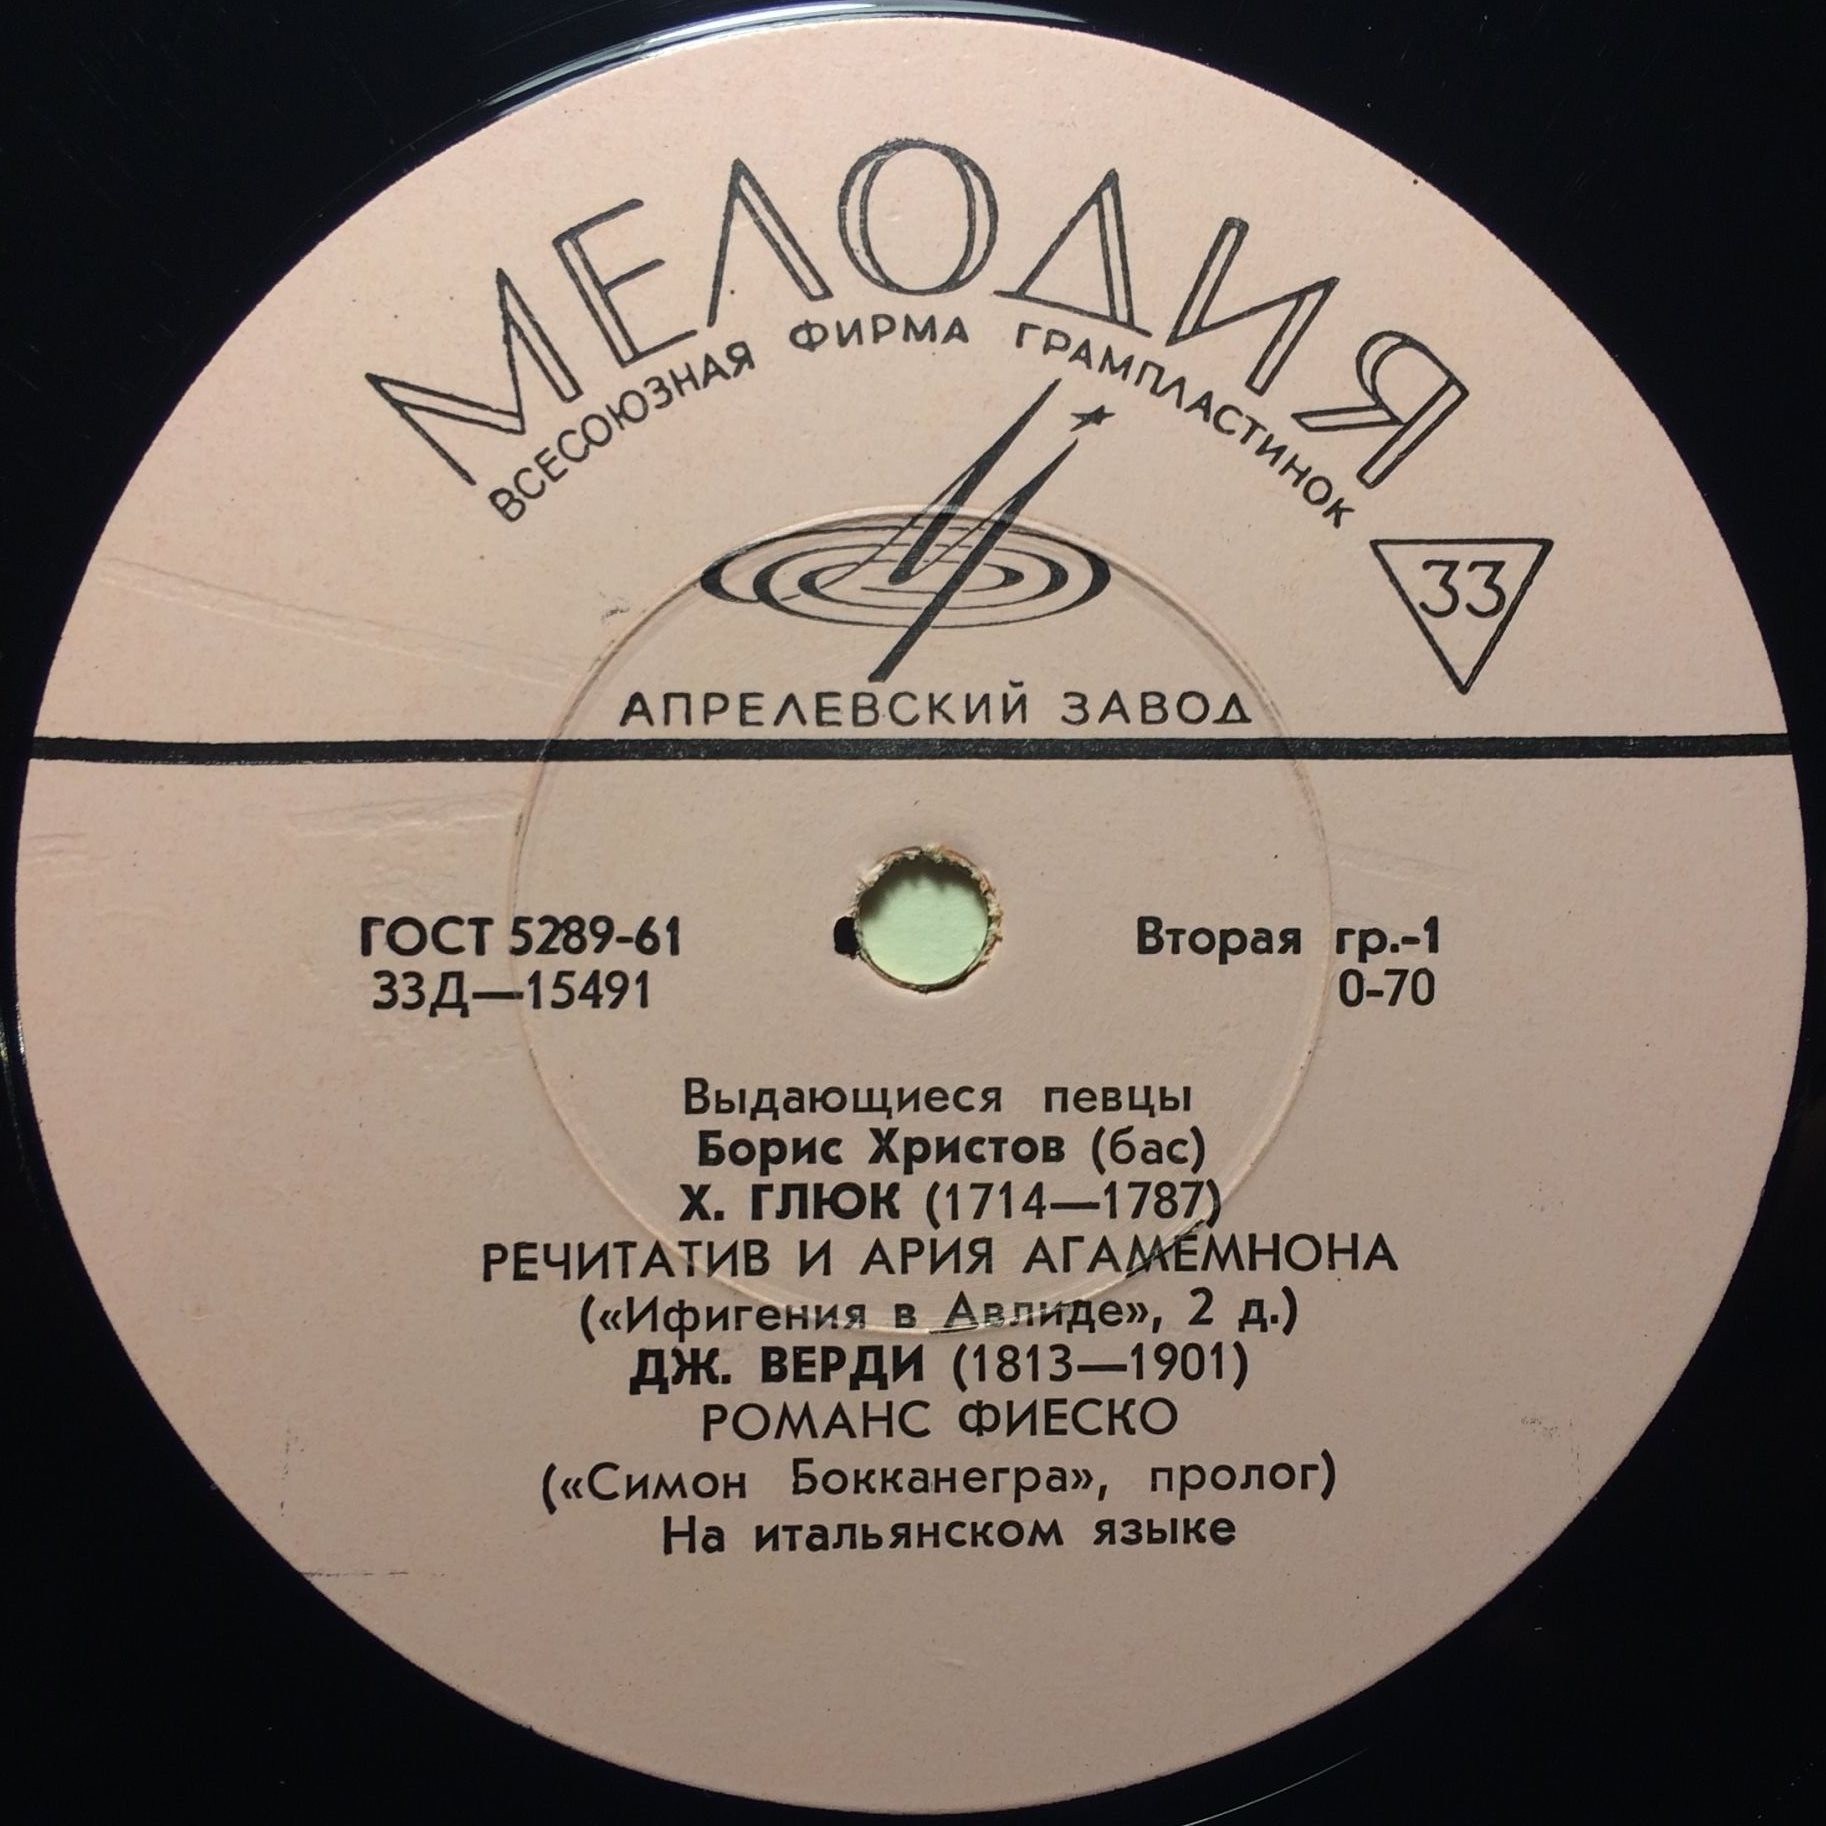 МЕЛОДИЯ
ВСЕСОЮЗНАЯ ФИРМА ГРАМПЛАСТИНОК
33
АПРЕЛЕВСКИЙ ЗАВОД
ГОСТ 5289-61
33Д—15491
Вторая гр.-1
0-70
Выдающиеся певцы
Борис Христов (бас)
Х. ГЛЮК (1714—1787)
РЕЧИТАТИВ И АРИЯ АГАМЕМНОНА
(«Ифигения в Авлиде», 2 д.)
ДЖ. ВЕРДИ (1813—1901)
РОМАНС ФИЕСКО
(«Симон Бокканегра», пролог)
На итальянском языке